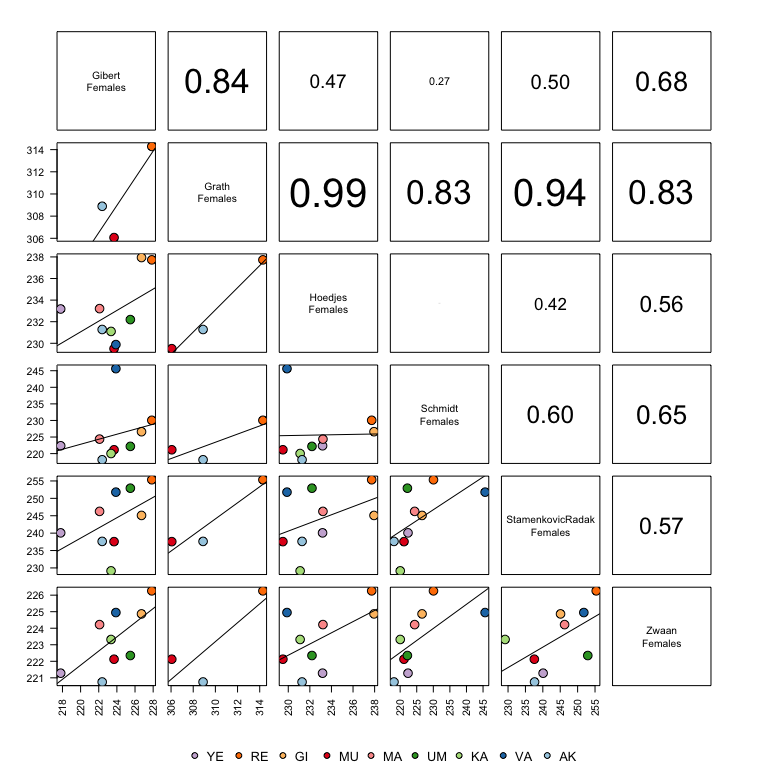 Gibert
Females
0.84
0.47
0.27
0.50
0.68
314
312
310
308
306
Grath
Females
0.99
0.83
0.94
0.83
238
236
234
232
230
Hoedjes
Females
0.42
0.56
245
240
235
230
225
220
Schmidt
Females
0.60
0.65
255
250
245
240
235
230
StamenkovicRadak
Females
0.57
226
225
224
223
222
221
Zwaan
Females
218 220 222 224 226 228
306 308 310 312 314
230 232 234 236 238
220 225 230 235 240 245
230 235 240 245 250 255
YE RE GI MU MA UM KA VA AK